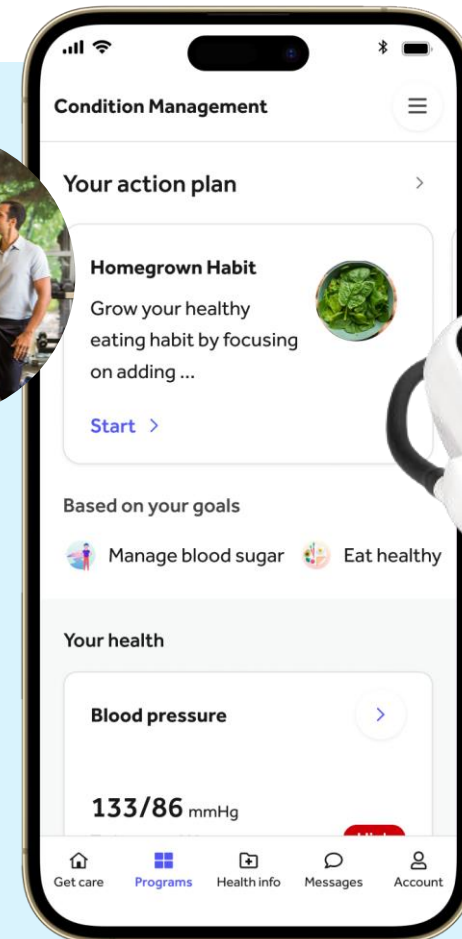 Condition Management
Your action plan
Homegrown Habit
Grow your healthy
eating habit by focusing
on adding ...
Start
Based on your goals
Manage blood sugar Eat healthy
Your health
Blood pressure
133/86 mmHg
Get care Programs Health info Messages Account